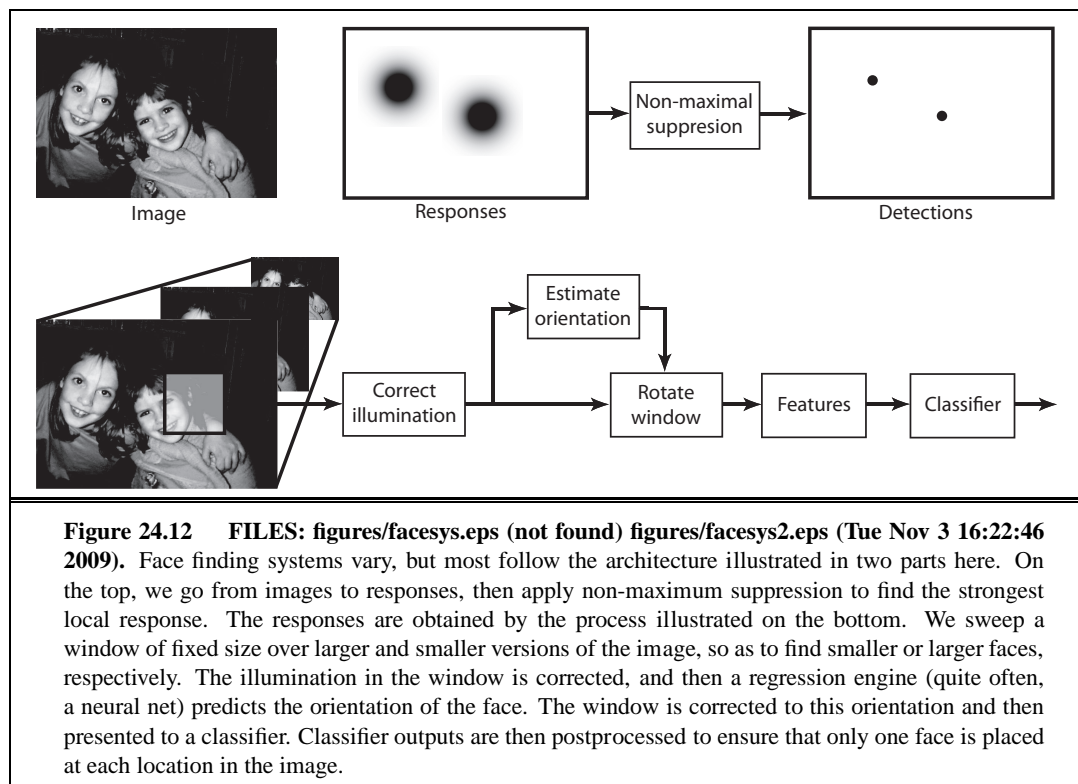 Image
Responses
Non-maximal
suppresion
Detections
Estimate
orientation
Correct
illumination
Rotate
window
Features
Classifier
Figure 24.12 FILES: figures/facesys.eps (not found) figures/facesys2.eps (Tue Nov 3 16:22:46
2009). Face finding systems vary, but most follow the architecture illustrated in two parts here. On
the top, we go from images to responses, then apply non-maximum suppression to find the strongest
local response. The responses are obtained by the process illustrated on the bottom. We sweep a
window of fixed size over larger and smaller versions of the image, so as to find smaller or larger faces,
respectively. The illumination in the window is corrected, and then a regression engine (quite often,
a neural net) predicts the orientation of the face. The window is corrected to this orientation and then
presented to a classifier. Classifier outputs are then postprocessed to ensure that only one face is placed
at each location in the image.